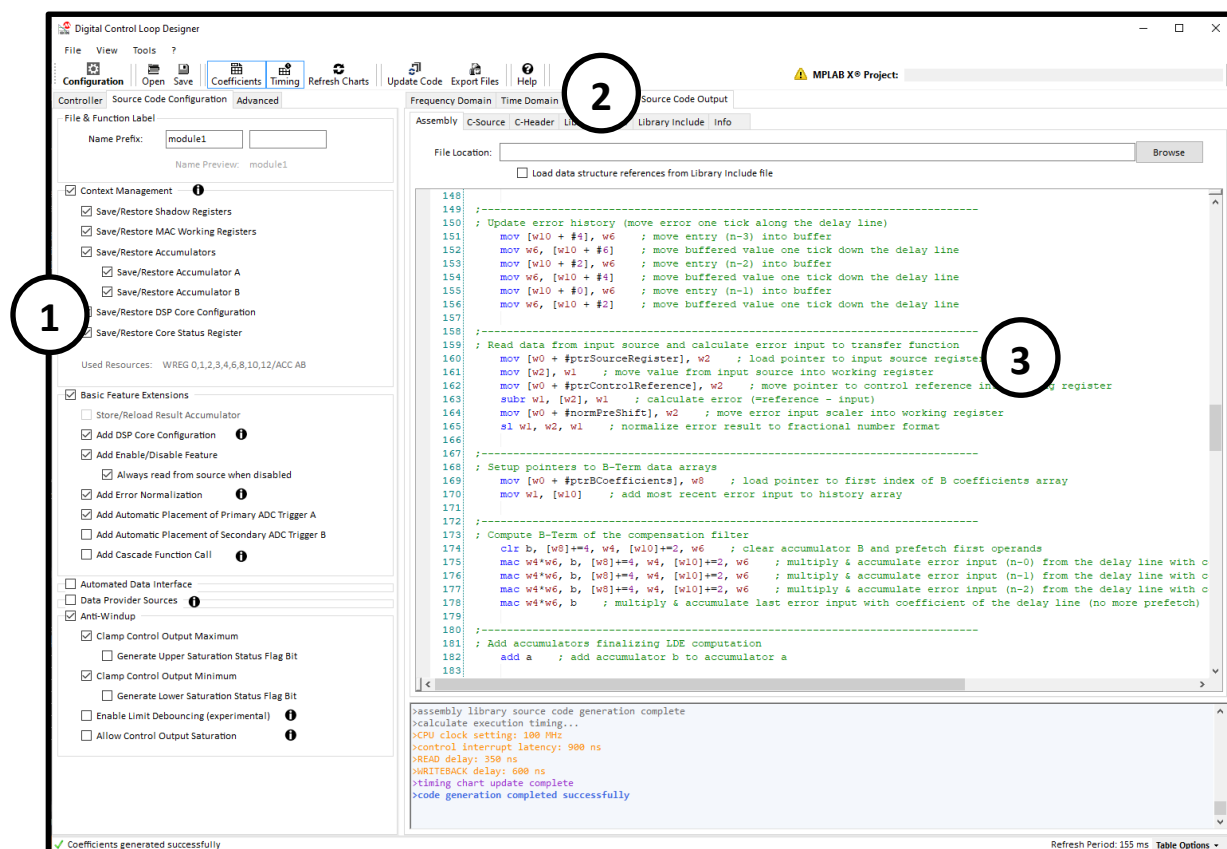 Digital Control Loop Designer
File View Tools ?
Configuration Open Save Coefficients Timing Refresh Charts Update Code Export Files Help MPLAB X® Project:
Controller Source Code Configuration Advanced
File & Function Label
Name Prefix: module1
Name Preview: module1
Context Management
Save/Restore Shadow Registers
Save/Restore MAC Working Registers
Save/Restore Accumulators
Save/Restore Accumulator A
Save/Restore Accumulator B
1
Save/Restore DSP Core Configuration
Save/Restore Core Status Register
Used Resources: WREG 0,1,2,3,4,6,8,10,12/ACC AB
Basic Feature Extensions
Store/Reload Result Accumulator
Add DSP Core Configuration
Add Enable/Disable Feature
Always read from source when disabled
Add Error Normalization
Add Automatic Placement of Primary ADC Trigger A
Add Automatic Placement of Secondary ADC Trigger B
Add Cascade Function Call
Automated Data Interface
Data Provider Sources
Anti-Windup
Clamp Control Output Maximum
Generate Upper Saturation Status Flag Bit
Clamp Control Output Minimum
Generate Lower Saturation Status Flag Bit
Enable Limit Debouncing (experimental)
Allow Control Output Saturation
Frequency Domain Time Domain 2 Source Code Output
Assembly C-Source C-Header Library Include Info
File Location: Browse
Load data structure references from Library Include file
148
149 ;------------------------------------------------------------------------------
150 ; Update error history (move error one tick along the delay line)
151 mov [w10 + #4], w6 ; move entry (n-3) into buffer
152 mov w6, [w10 + #6] ; move buffered value one tick down the delay line
153 mov [w10 + #2], w6 ; move entry (n-2) into buffer
154 mov w6, [w10 + #4] ; move buffered value one tick down the delay line
155 mov [w10 + #0], w6 ; move entry (n-1) into buffer
156 mov w6, [w10 + #2] ; move buffered value one tick down the delay line
157
158 ;------------------------------------------------------------------------------
159 ; Read data from input source and calculate error input to transfer function
160 mov [w0 + #ptrSourceRegister], w2 ; load pointer to input source register
161 mov [w2], w1 ; move value from input source into working register
3
162 mov [w0 + #ptrControlReference], w2 ; move pointer to control reference register
163 subr w1, [w2], w1 ; calculate error (=reference - input)
164 mov [w0 + #normPreShift], w2 ; move error input scaler into working register
165 sl w1, w2, w1 ; normalize error result to fractional number format
166
167 ;------------------------------------------------------------------------------
168 ; Setup pointers to B-Term data arrays
169 mov [w0 + #ptrBCoefficients], w8 ; load pointer to first index of B coefficients array
170 mov w1, [w10] ; add most recent error input to history array
171
172 ;------------------------------------------------------------------------------
173 ; Compute B-Term of the compensation filter
174 clr b, [w8]+=4, w4, [w10]+=2, w6 ; clear accumulator B and prefetch first operands
175 mac w4*w6, b, [w8]+=4, w4, [w10]+=2, w6 ; multiply & accumulate error input (n-0) from the delay line with c
176 mac w4*w6, b, [w8]+=4, w4, [w10]+=2, w6 ; multiply & accumulate error input (n-1) from the delay line with c
177 mac w4*w6, b, [w8]+=4, w4, [w10]+=2, w6 ; multiply & accumulate error input (n-2) from the delay line with c
178 mac w4*w6, b ; multiply & accumulate last error input with coefficient of the delay line (no more prefetch)
179
180 ;------------------------------------------------------------------------------
181 ; Add accumulators finalizing LDE computation
182 add a ; add accumulator b to accumulator a
183
>assembly library source code generation complete
>calculate execution timing...
>CPU clock setting: 100 MHz
>control interrupt latency: 900 ns
>READ delay: 350 ns
>WRITEBACK delay: 600 ns
>timing chart update complete
>code generation completed successfully
Coefficients generated successfully Refresh Period: 155 ms Table Options